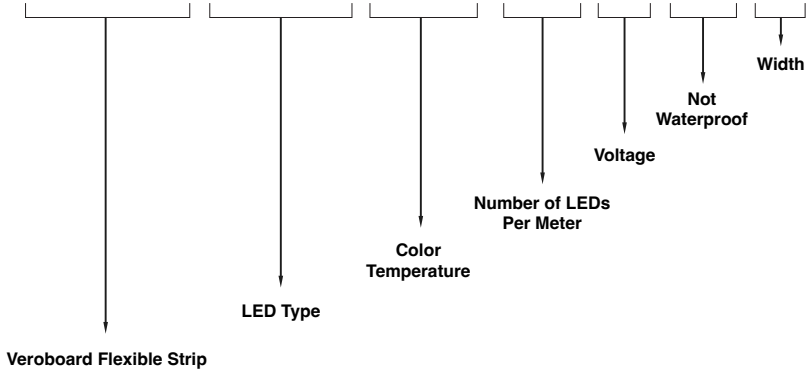 Width
Not
Waterproof
Voltage
Number of LEDs
Per Meter
Color
Temperature
LED Type
Veroboard Flexible Strip